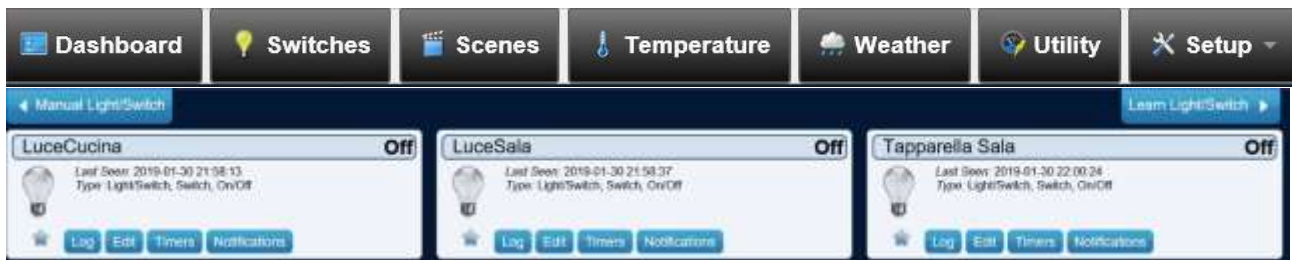 Dashboard Switches Scenes Temperature Weather Utility Setup
Manual Light/Switch Learn Light/Switch
LuceCucina Off LuceSala Off Tapparella Sala Off
Last Seen: 2019-01-30 21:58:13 Last Seen: 2019-01-30 21:58:37 Last Seen: 2019-01-30 22:00:24
Type: Light/Switch, Switch, On/Off Type: Light/Switch, Switch, On/Off Type: Light/Switch, Switch, On/Off
Log Edit Timers Notifications Log Edit Timers Notifications Log Edit Timers Notifications